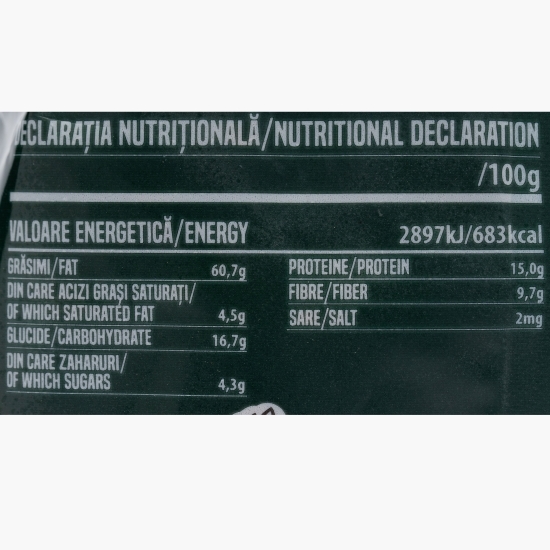 DECLARAȚIA NUTRIȚIONALĂ/NUTRITIONAL DECLARATION
/100g
VALOARE ENERGETICĂ/ENERGY 2897kJ/683kcal
GRĂSIMI/FAT 60,7g
DIN CARE ACIZI GRAȘI SATURAȚI/
OF WHICH SATURATED FAT 4,5g
GLUCIDE/CARBOHYDRATE 16,7g
DIN CARE ZAHARURI/
OF WHICH SUGARS 4,3g
PROTEINE/PROTEIN 15,0g
FIBRE/FIBER 9,7g
SARE/SALT 2mg